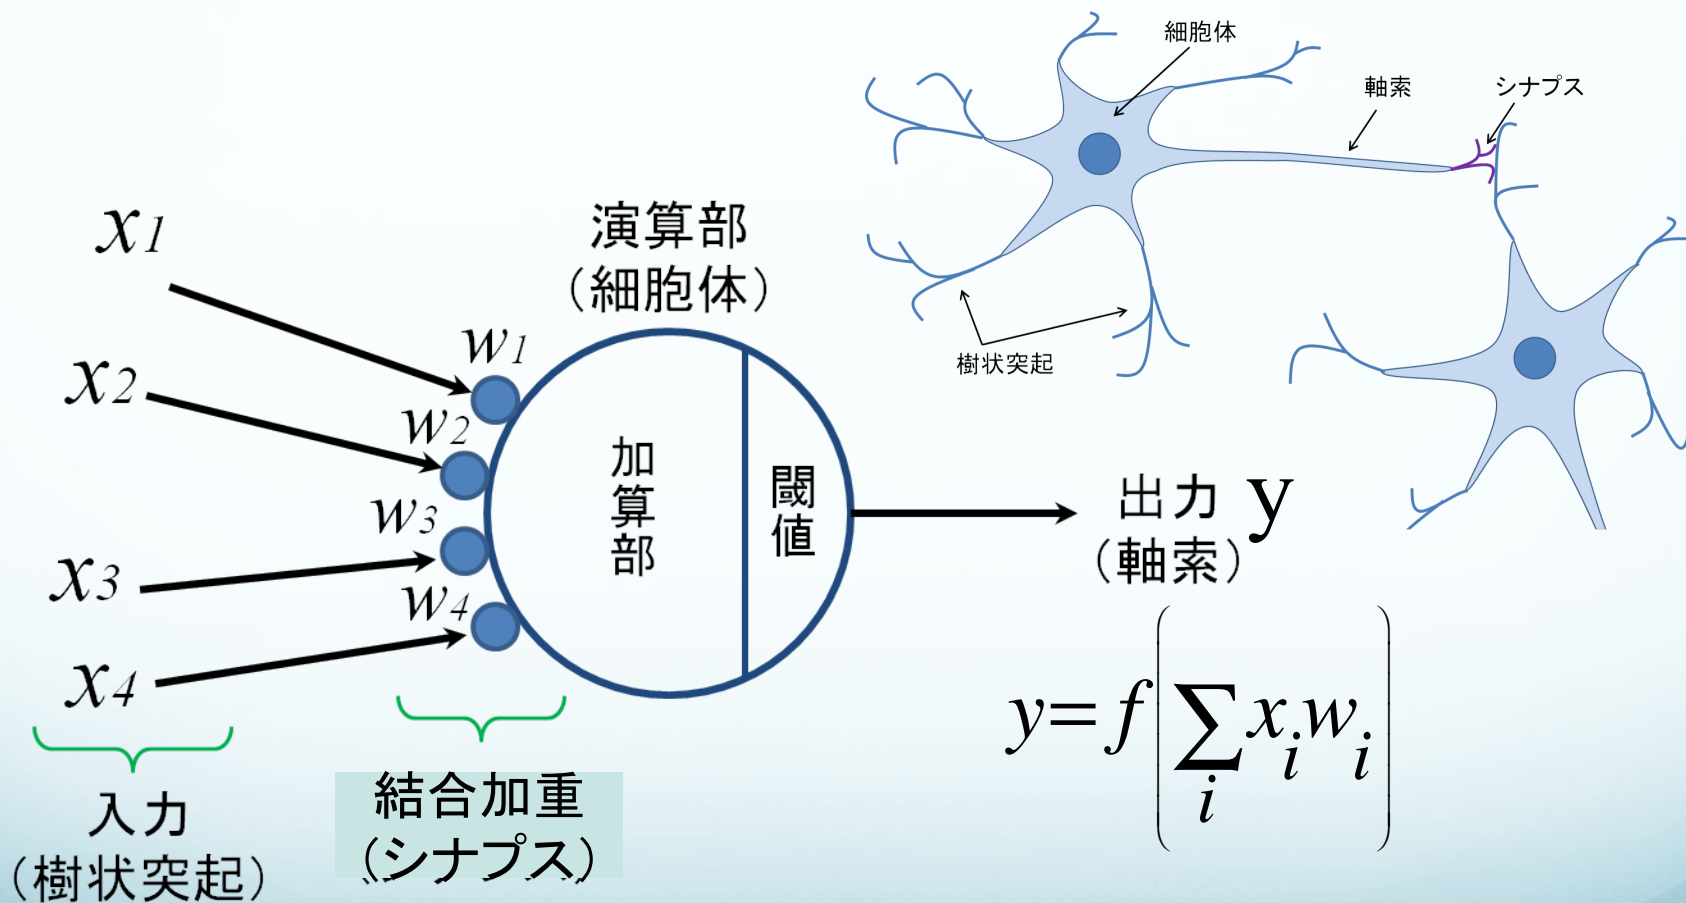 細胞体
軸索
シナプス
樹状突起
x1
x2
x3
x4
w1
w2
w3
w4
演算部
（細胞体）
加算部
閾値
出力 y
（軸索）
入力
（樹状突起）
結合加重
（シナプス）
y=f(∑i xiwi)